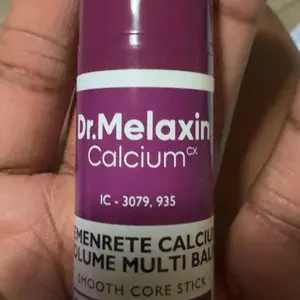 Dr.Melaxin
Calcium CX
IC - 3079, 935
EMENRETE CALCIU
OLUME MULTI BAL
SMOOTH CORE STICK